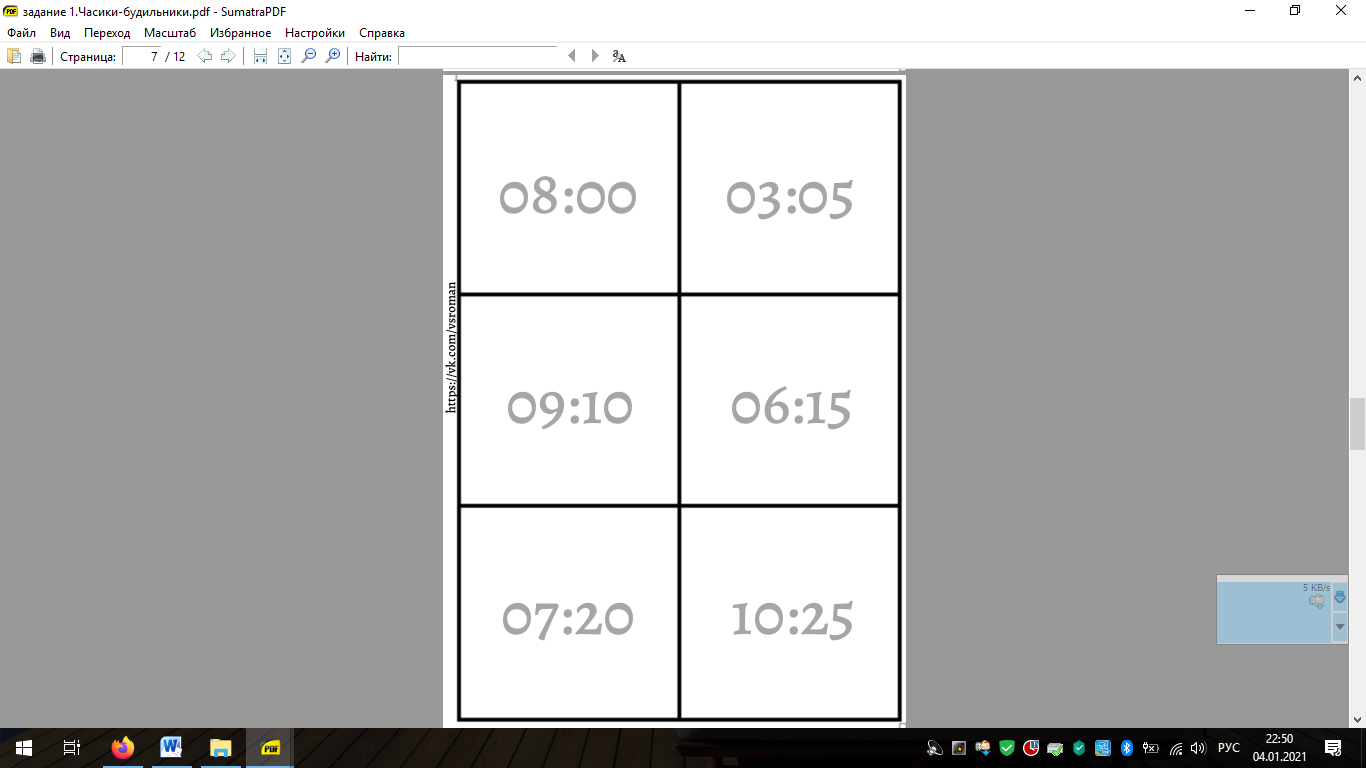 задание 1.Часики-будильники.pdf - SumatraPDF
Файл Вид Переход Масштаб Избранное Настройки Справка
Страница: 7 / 12 Найти:
08:00 03:05
https://vk.com/vsroman
09:10 06:15
5 KB/s
07:20 10:25
РУС 22:50
04.01.2021